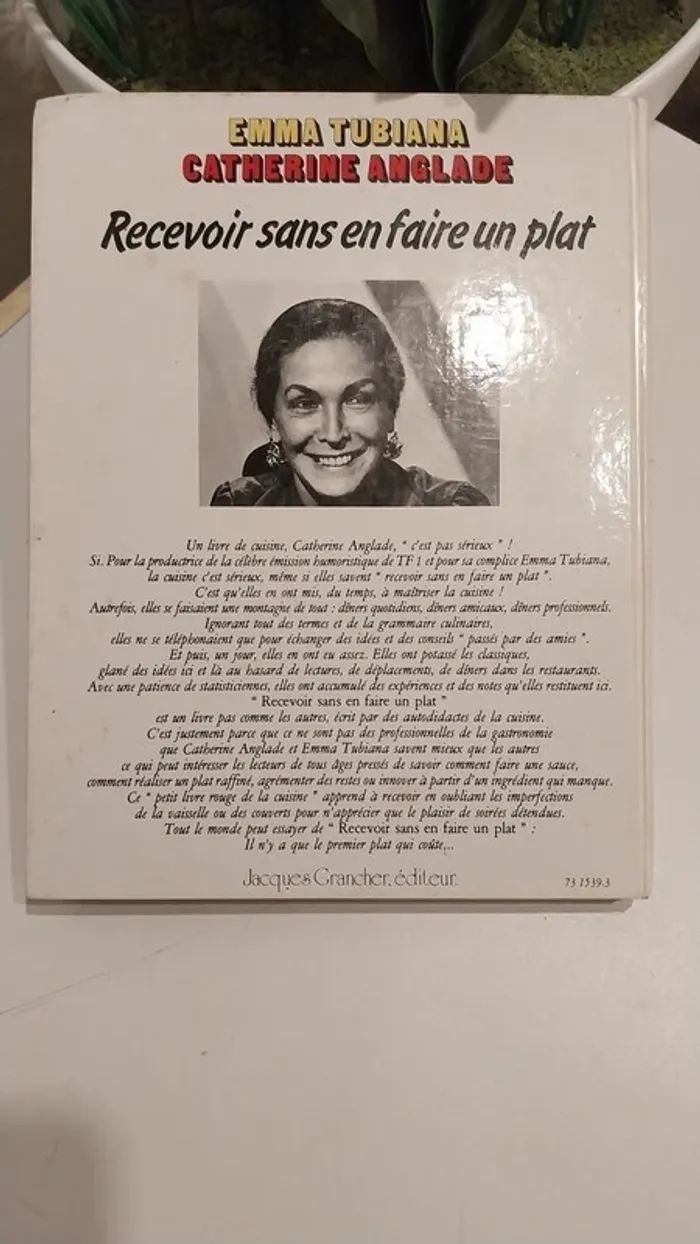 EMMA TUBIANA
CATHERINE ANGLADE
Recevoir sans en faire un plat
Un livre de cuisine, Catherine Anglade, “ c'est pas sérieux ” !
Si. Pour la productrice de la célèbre émission humoristique de TF 1 et pour sa complice Emma Tubiana,
la cuisine c'est sérieux, même si elles savent “ recevoir sans en faire un plat ”.
C'est qu'elles en ont mis, du temps, à maîtriser la cuisine !
Autrefois, elles se faisaient une montagne de tout : dîners quotidiens, dîners amicaux, dîners professionnels.
Ignorant tout des termes et de la grammaire culinaires,
elles ne se téléphonaient que pour échanger des idées et des conseils “ passés par des amies ”.
Et puis, un jour, elles en ont eu assez. Elles ont potassé les classiques,
glané des idées ici et là au hasard de lectures, de déplacements, de dîners dans les restaurants.
Avec une patience de statisticiennes, elles ont accumulé des expériences et des notes qu'elles restituent ici.
“ Recevoir sans en faire un plat ”
est un livre pas comme les autres, écrit par des autodidactes de la cuisine.
C'est justement parce que ce ne sont pas des professionnelles de la gastronomie
que Catherine Anglade et Emma Tubiana savent mieux que les autres
ce qui peut intéresser les lecteurs de tous âges pressés de savoir comment faire une sauce,
comment réaliser un plat raffiné, agrémenter des restes ou innover à partir d'un ingrédient qui manque.
Ce “ petit livre rouge de la cuisine ” apprend à recevoir en oubliant les imperfections
de la vaisselle ou des couverts pour n'apprécier que le plaisir de soirées détendues.
Tout le monde peut essayer de “ Recevoir sans en faire un plat ” :
Il n'y a que le premier plat qui coûte...
Jacques Grancher, éditeur.
73 1539.3